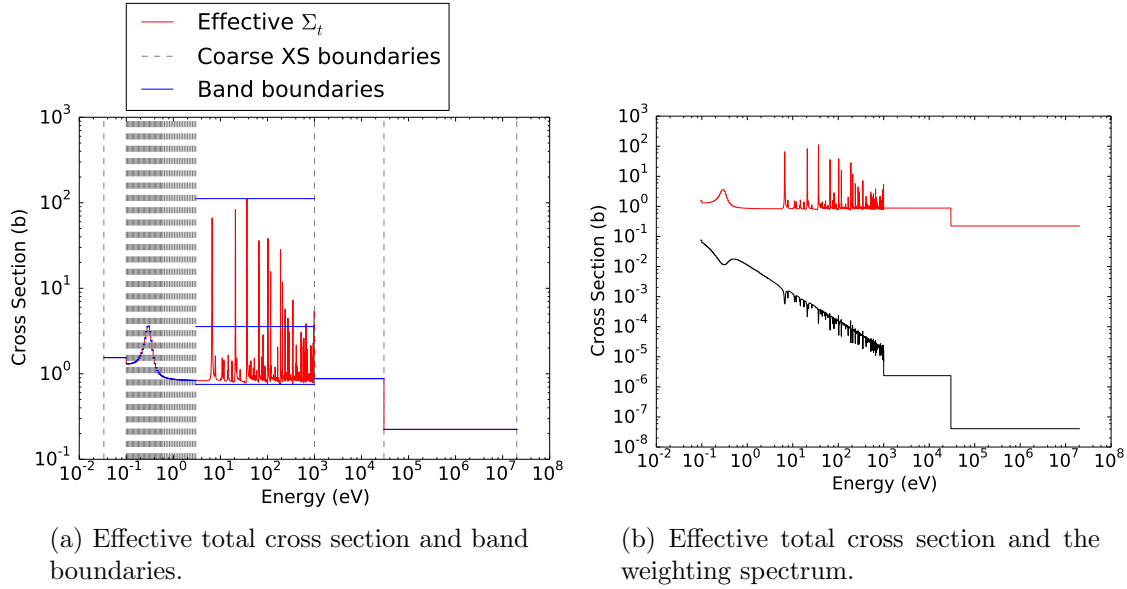 Effective Σt
Coarse XS boundaries
Band boundaries
10^3
10^2
10^1
10^0
10^-1
Cross Section (b)
10^-2 10^-1 10^0 10^1 10^2 10^3 10^4 10^5 10^6 10^7 10^8
Energy (eV)
(a) Effective total cross section and band
boundaries.
10^3
10^2
10^1
10^0
10^-1
10^-2
10^-3
10^-4
10^-5
10^-6
10^-7
10^-8
Cross Section (b)
10^-2 10^-1 10^0 10^1 10^2 10^3 10^4 10^5 10^6 10^7 10^8
Energy (eV)
(b) Effective total cross section and the
weighting spectrum.